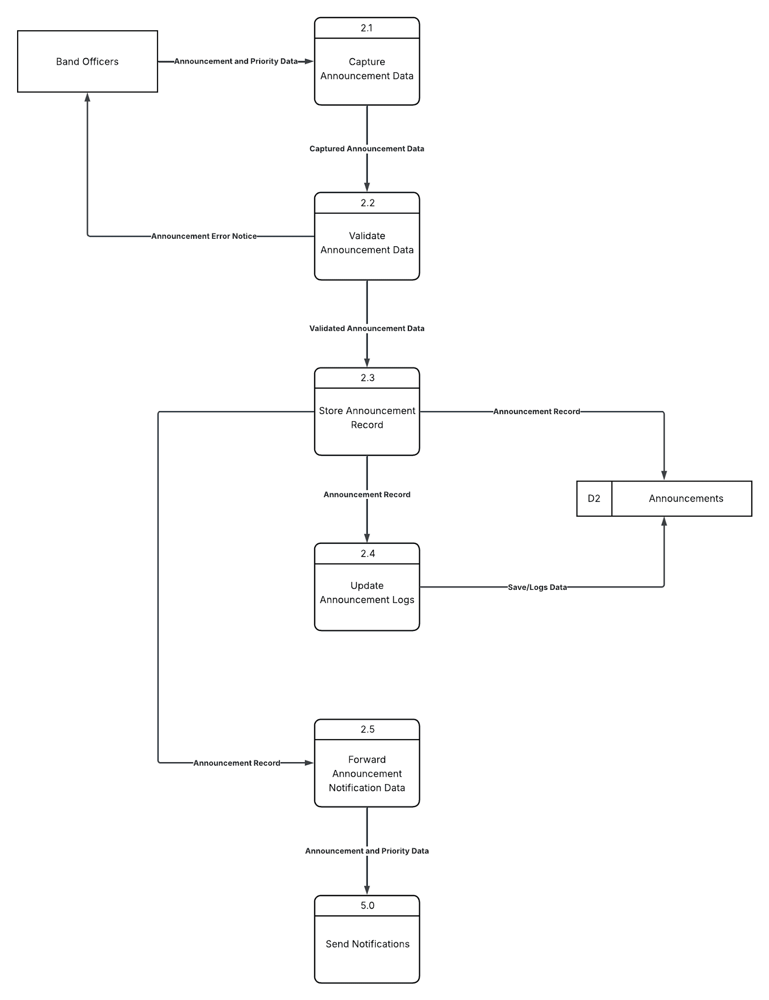 2.1
Band Officers
Announcement and Priority Data
Capture
Announcement Data
Captured Announcement Data
2.2
Announcement Error Notice
Validate
Announcement Data
Validated Announcement Data
2.3
Store Announcement
Record
Announcement Record
Announcement Record
D2
Announcements
2.4
Update
Announcement Logs
Save/Logs Data
2.5
Announcement Record
Forward
Announcement
Notification Data
Announcement and Priority Data
5.0
Send Notifications